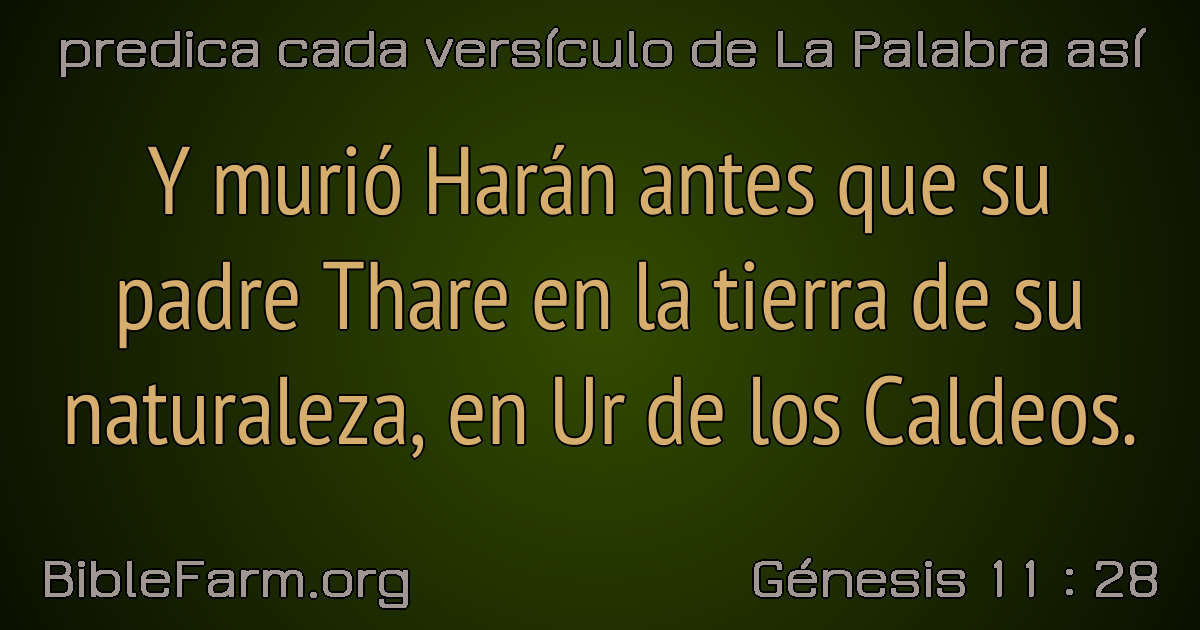 predica cada versículo de La Palabra así
Y murió Harán antes que su
padre Thare en la tierra de su
naturaleza, en Ur de los Caldeos.
BibleFarm.org
Génesis 11 : 28